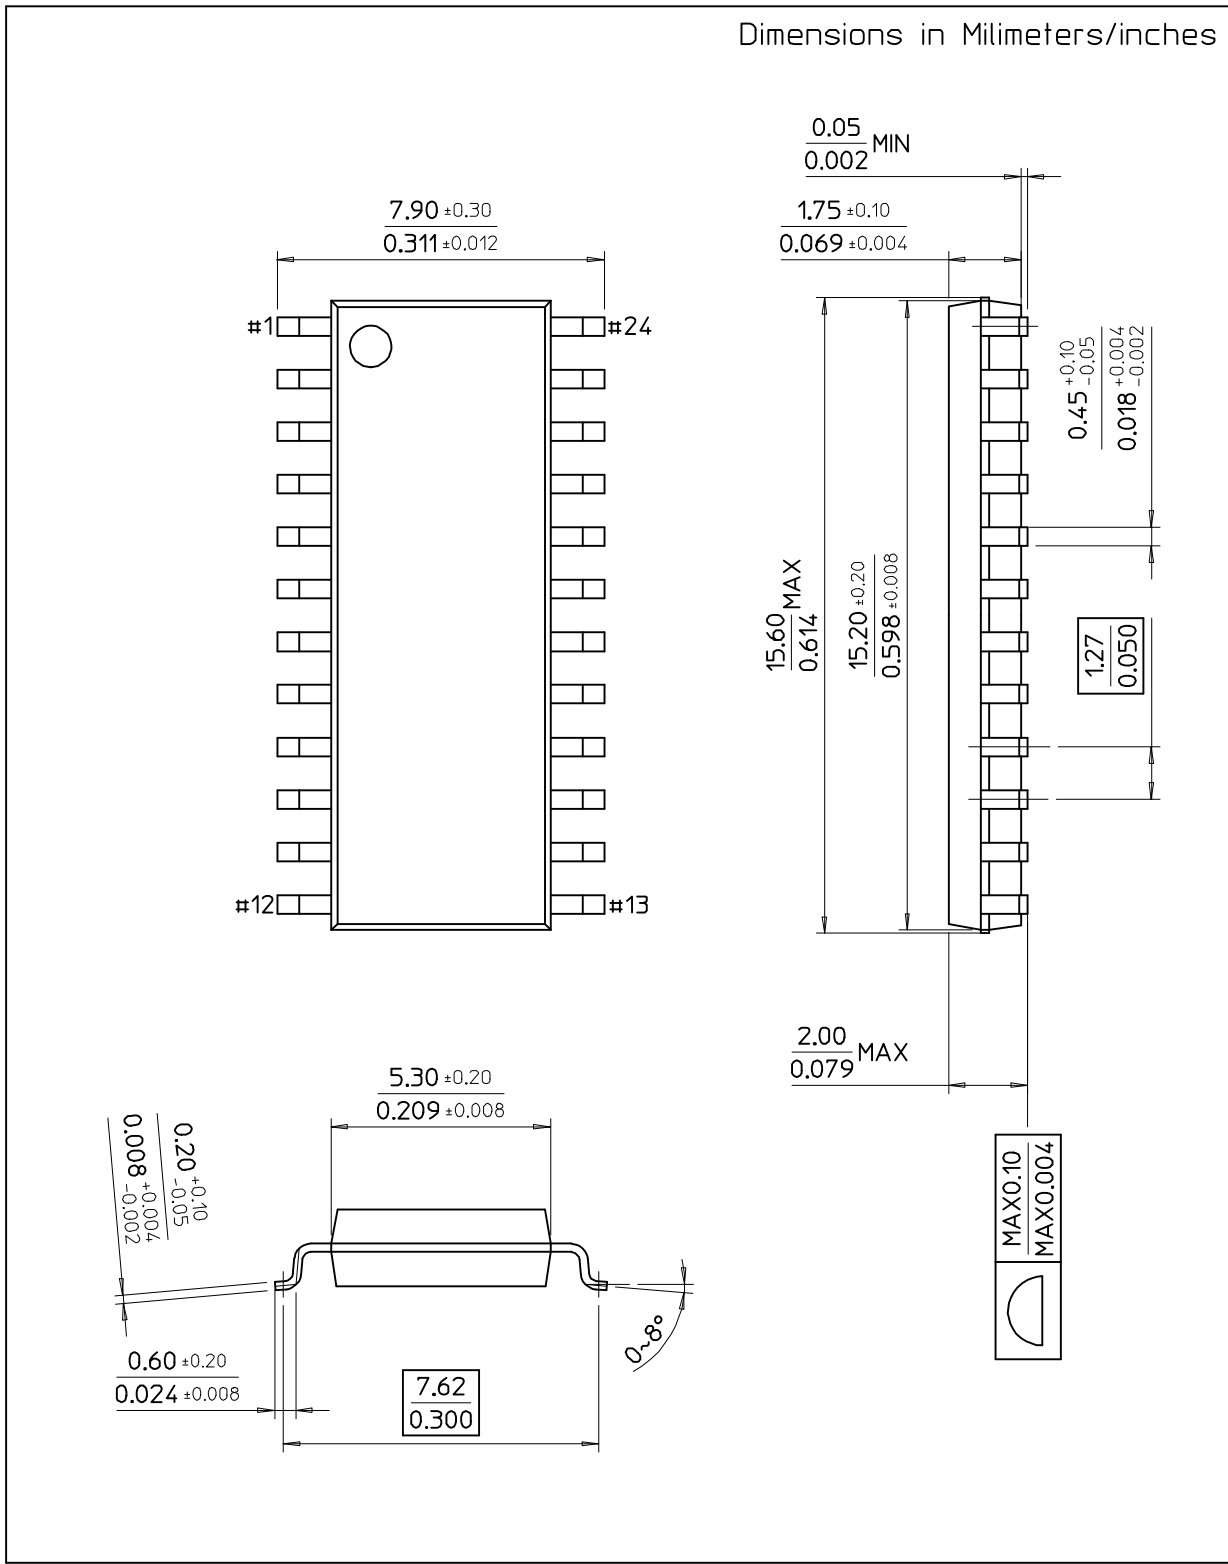 Dimensions in Milimeters/inches
0.05
0.002 MIN
7.90 ±0.30
0.311 ±0.012
1.75 ±0.10
0.069 ±0.004
#1
#24
0.45 +0.10 -0.05
0.018 +0.004 -0.002
15.60
0.614 MAX
15.20 ±0.20
0.598 ±0.008
1.27
0.050
#12
#13
2.00
0.079 MAX
5.30 ±0.20
0.209 ±0.008
0.20 +0.10 -0.05
0.008 +0.004 -0.002
MAX0.10
MAX0.004
0~8°
0.60 ±0.20
0.024 ±0.008
7.62
0.300